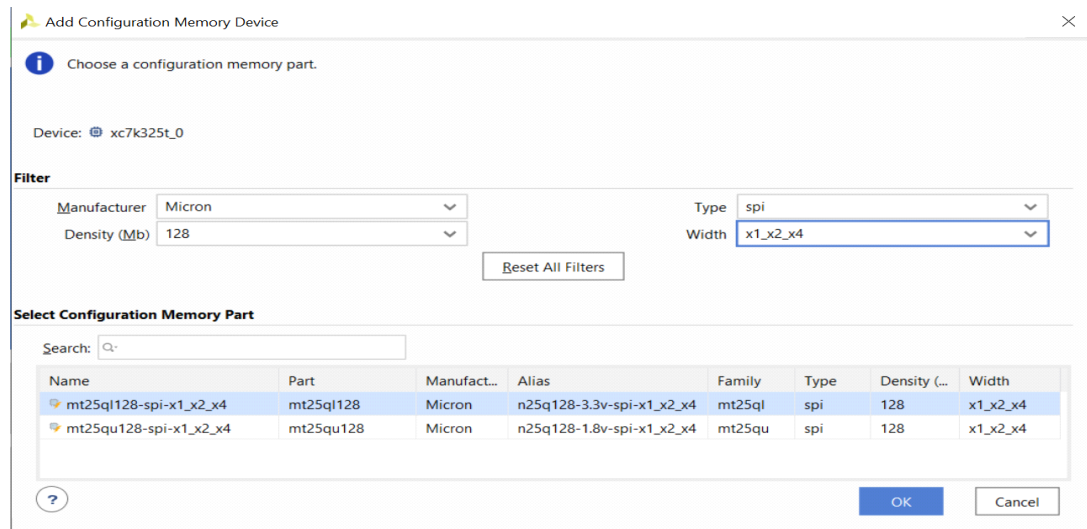 Add Configuration Memory Device
Choose a configuration memory part.
Device: xc7k325t_0
Filter
Manufacturer Micron Type spi
Density (Mb) 128 Width x1_x2_x4
Reset All Filters
Select Configuration Memory Part
Search:
Name Part Manufact... Alias Family Type Density (... Width
mt25ql128-spi-x1_x2_x4 mt25ql128 Micron n25q128-3.3v-spi-x1_x2_x4 mt25ql spi 128 x1_x2_x4
mt25qu128-spi-x1_x2_x4 mt25qu128 Micron n25q128-1.8v-spi-x1_x2_x4 mt25qu spi 128 x1_x2_x4
? OK Cancel